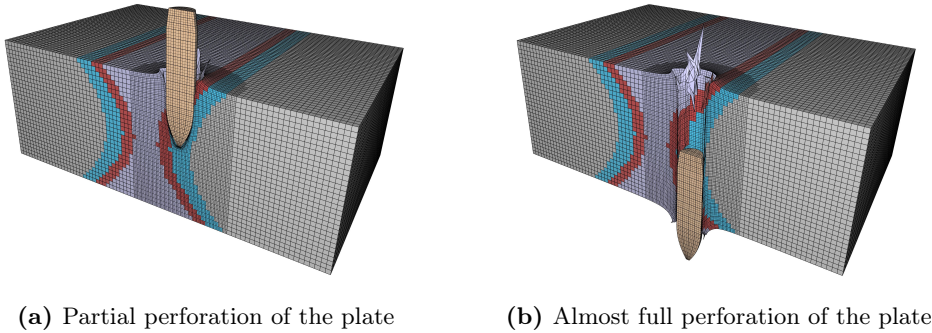 (a) Partial perforation of the plate
(b) Almost full perforation of the plate